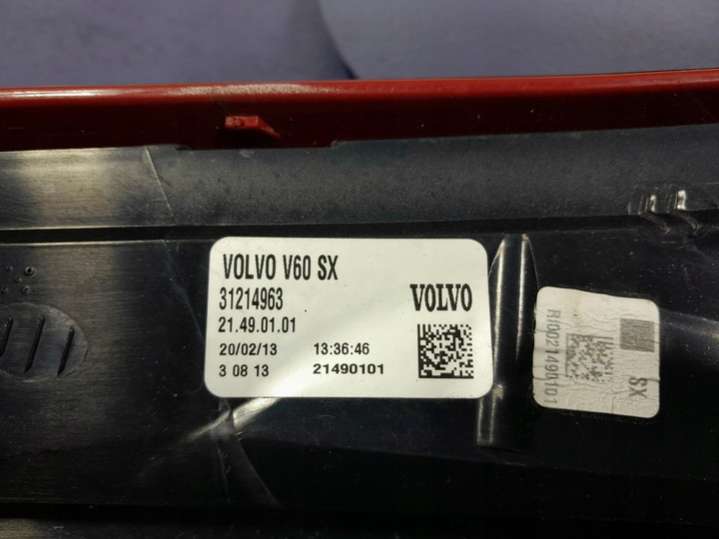 VOLVO V60 SX
31214963
VOLVO
21.49.01.01
20/02/13 13:36:46
3 08 13 21490101
SX
RI0021490101